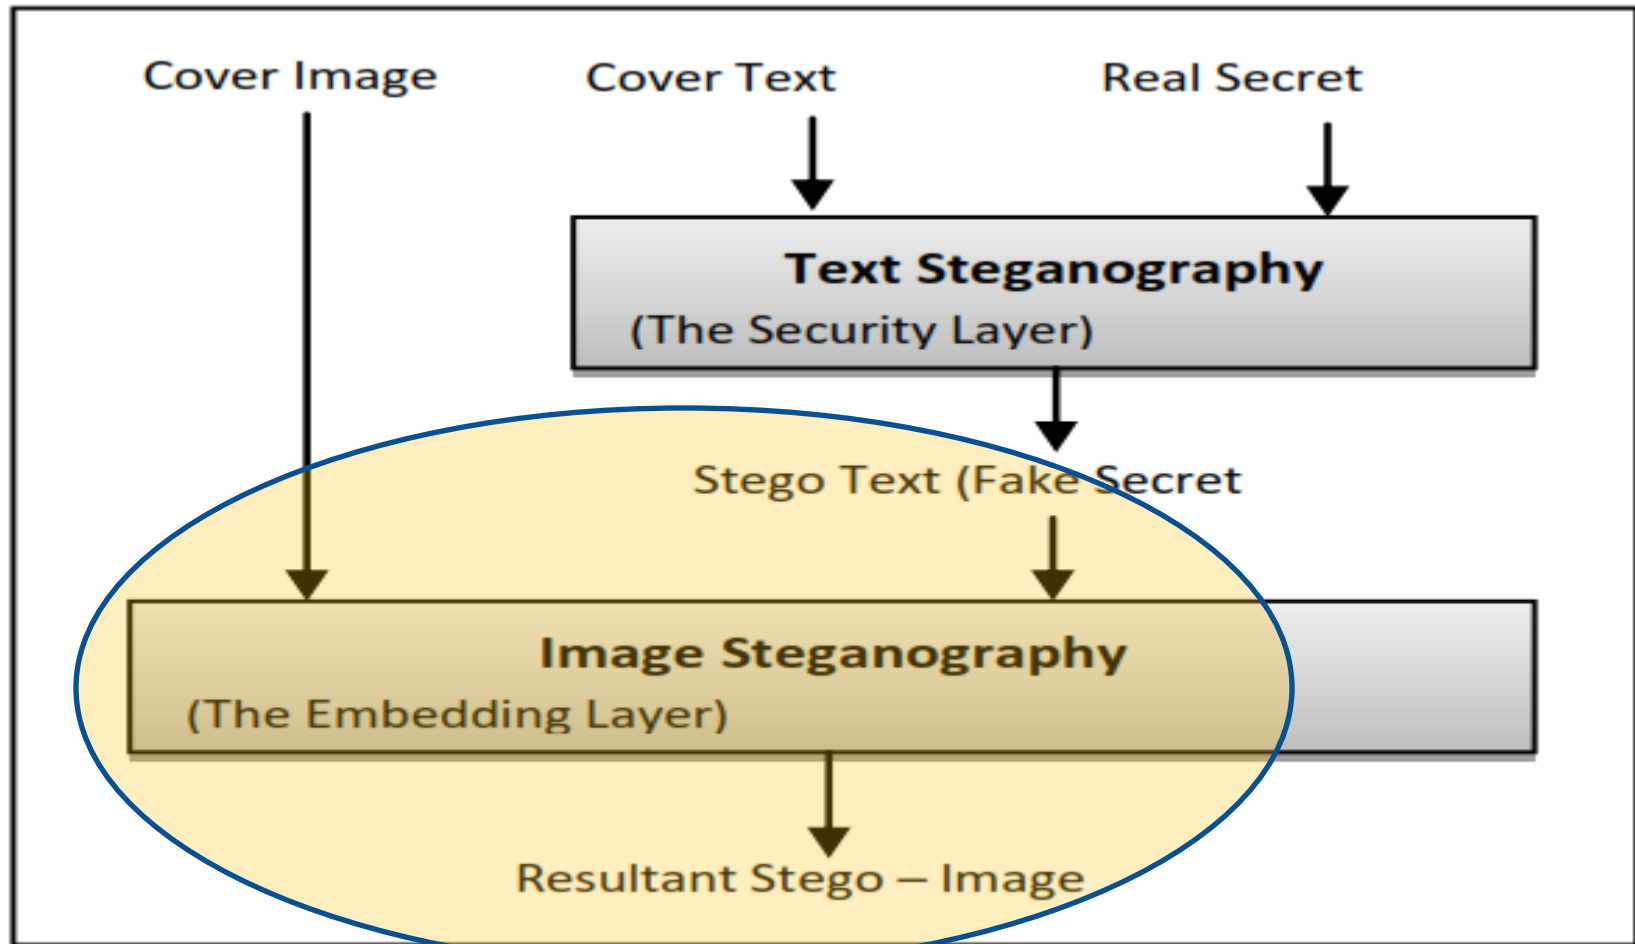 Cover Image
Cover Text
Real Secret
Text Steganography
(The Security Layer)
Stego Text (Fake Secret
Image Steganography
(The Embedding Layer)
Resultant Stego – Image